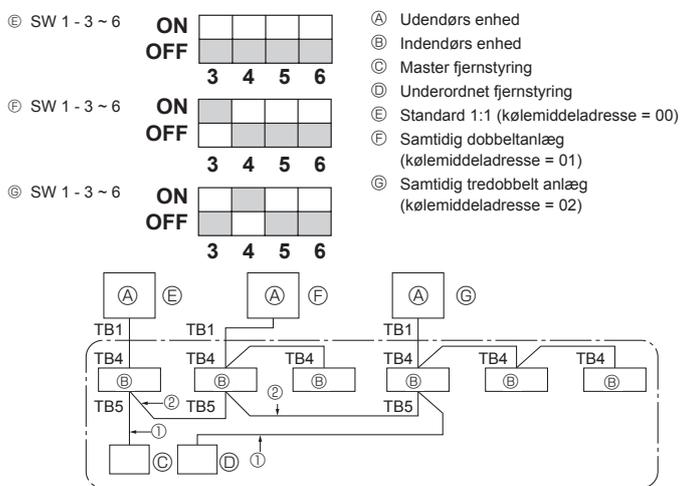 Ⓔ SW 1 - 3 ~ 6
ON
OFF
3 4 5 6
Ⓕ SW 1 - 3 ~ 6
ON
OFF
3 4 5 6
Ⓖ SW 1 - 3 ~ 6
ON
OFF
3 4 5 6
Ⓐ Udendørs enhed
Ⓑ Indendørs enhed
Ⓒ Master fjernstyring
Ⓓ Underordnet fjernstyring
Ⓔ Standard 1:1 (kølemiddeladresse = 00)
Ⓕ Samtidig dobbeltanlæg
(kølemiddeladresse = 01)
Ⓖ Samtidig tredobbelt anlæg
(kølemiddeladresse = 02)
Ⓐ Ⓔ Ⓐ Ⓕ Ⓐ Ⓖ
TB1 TB1 TB1
TB4 TB4 TB4 TB4 TB4 TB4
Ⓑ Ⓑ Ⓑ Ⓑ Ⓑ Ⓑ
TB5 ② TB5 ② TB5
① ①
Ⓒ Ⓓ